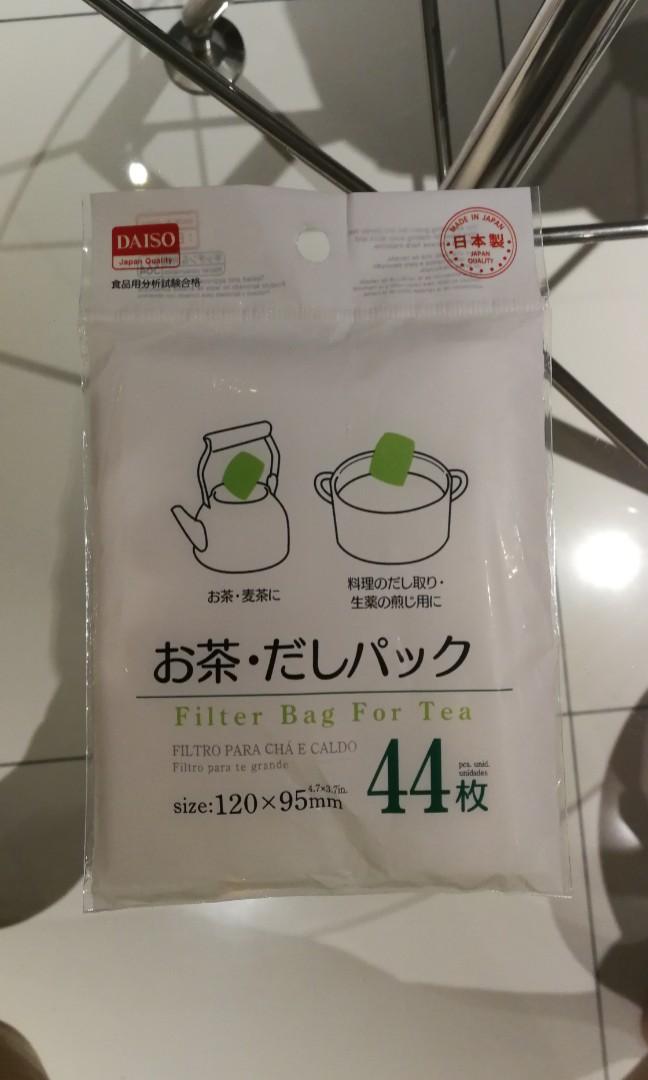 DAISO
Japan Quality
食品用分析試験合格
MADE IN JAPAN
日本製
JAPAN QUALITY
お茶・麦茶に
料理のだし取り・
生薬の煎じ用に
お茶・だしパック
Filter Bag For Tea
FILTRO PARA CHÁ E CALDO
Filtro para te grande
44枚
pcs. unid.
unidades
4.7×3.7in.
size:120×95mm